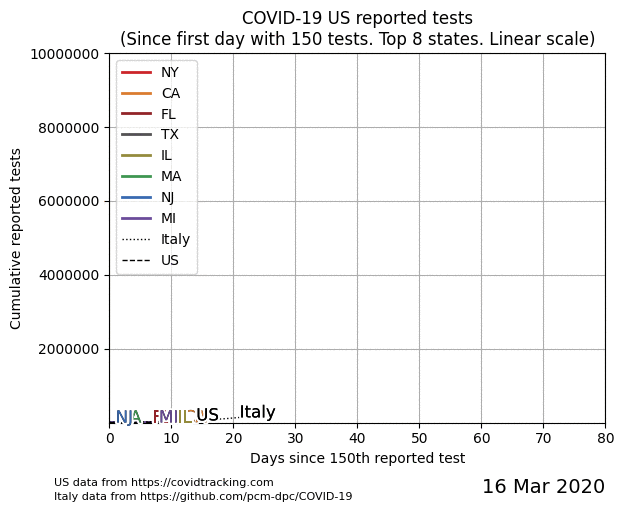 COVID-19 US reported tests
(Since first day with 150 tests. Top 8 states. Linear scale)
Cumulative reported tests
10000000
8000000
6000000
4000000
2000000
NY
CA
FL
TX
IL
MA
NJ
MI
Italy
US
NJ
MI
US
Italy
0 10 20 30 40 50 60 70 80
Days since 150th reported test
US data from https://covidtracking.com
Italy data from https://github.com/pcm-dpc/COVID-19
16 Mar 2020